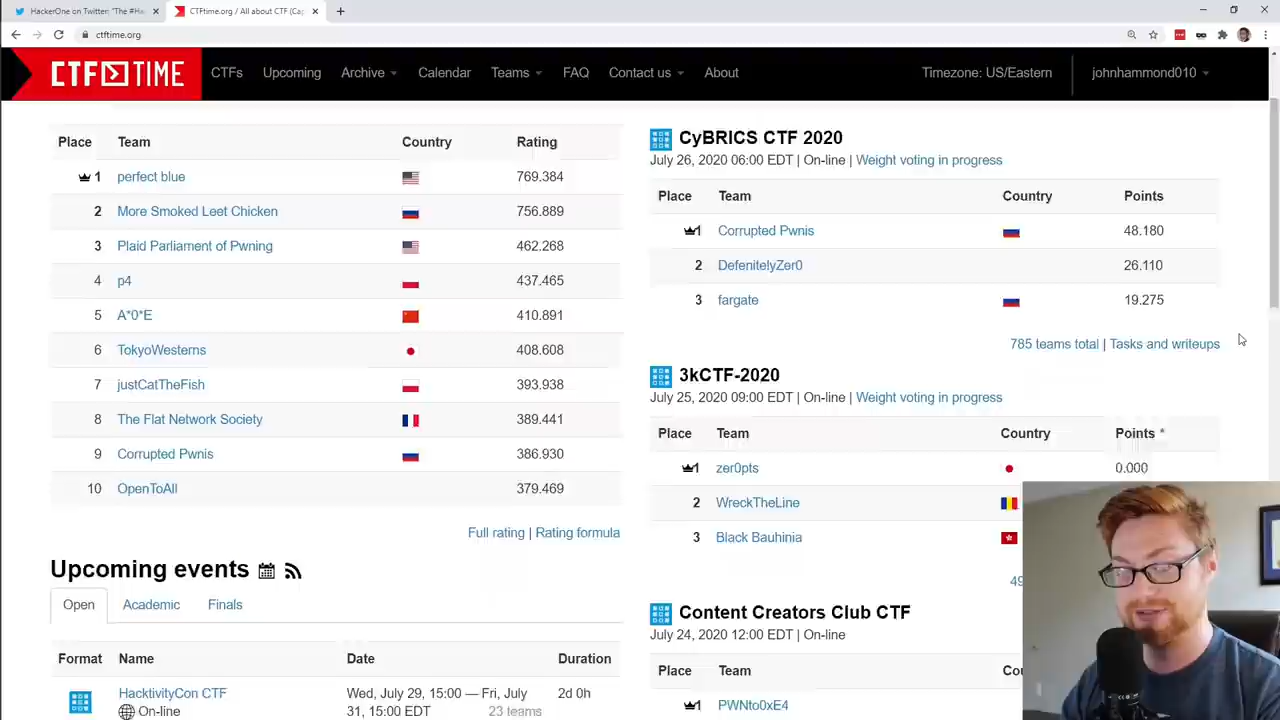 HackerOne on Twitter: "The #Ha
CTFtime.org / All about CTF (Ca
ctftime.org
CTF TIME
CTFs
Upcoming
Archive
Calendar
Teams
FAQ
Contact us
About
Timezone: US/Eastern
johnhammond010
Place Team Country Rating
1 perfect blue 769.384
2 More Smoked Leet Chicken 756.889
3 Plaid Parliament of Pwning 462.268
4 p4 437.465
5 A*0*E 410.891
6 TokyoWesterns 408.608
7 justCatTheFish 393.938
8 The Flat Network Society 389.441
9 Corrupted Pwnis 386.930
10 OpenToAll 379.469
Full rating | Rating formula
Upcoming events
Open Academic Finals
Format Name Date Duration
HacktivityCon CTF Wed, July 29, 15:00 — Fri, July 2d 0h
On-line 31, 15:00 EDT 23 teams
CyBRICS CTF 2020
July 26, 2020 06:00 EDT | On-line | Weight voting in progress
Place Team Country Points
1 Corrupted Pwnis 48.180
2 DefenitelyZer0 26.110
3 fargate 19.275
785 teams total | Tasks and writeups
3kCTF-2020
July 25, 2020 09:00 EDT | On-line | Weight voting in progress
Place Team Country Points *
1 zer0pts 0.000
2 WreckTheLine
3 Black Bauhinia
49
Content Creators Club CTF
July 24, 2020 12:00 EDT | On-line
Place Team Cou
1 PWNto0xE4